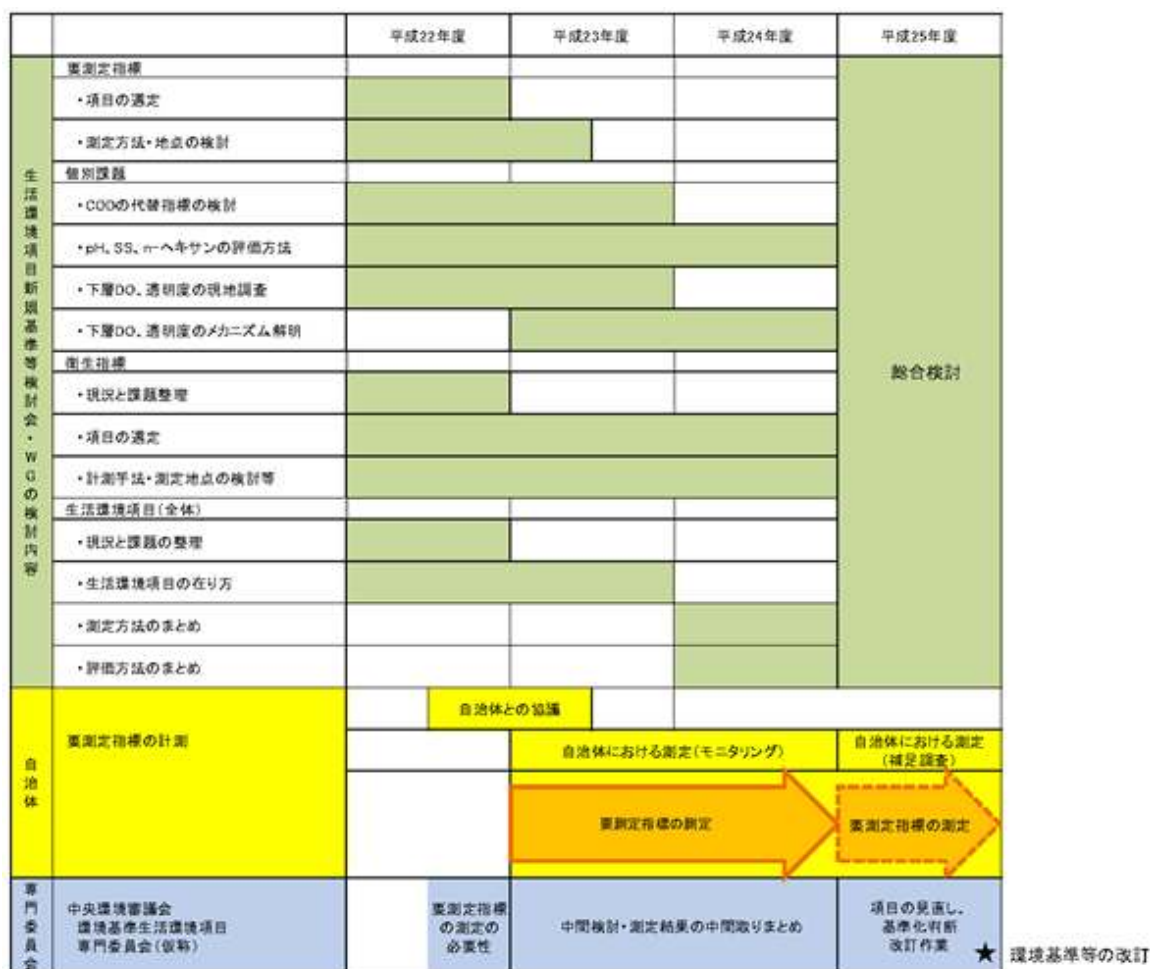 平成22年度 平成23年度 平成24年度 平成25年度
生活環境項目新規基準等検討会・WGの検討内容
要測定指標
・項目の選定
・測定方法・地点の検討
個別課題
・CODの代替指標の検討
・pH、SS、n-ヘキサンの評価方法
・下層DO、透明度の現地調査
・下層DO、透明度のメカニズム解明
衛生指標
・現況と課題整理
・項目の選定
・計測手法・測定地点の検討等
生活環境項目(全体)
・現況と課題の整理
・生活環境項目の在り方
・測定方法のまとめ
・評価方法のまとめ
総合検討
自治体
要測定指標の計測
自治体との協議
自治体における測定(モニタリング)
自治体における測定
(補足調査)
要測定指標の測定
要測定指標の測定
専門委員会
中央環境審議会
環境基準生活環境項目
専門委員会(仮称)
要測定指標
の測定の
必要性
中間検討・測定結果の中間取りまとめ
項目の見直し、
基準化判断
改訂作業
★ 環境基準等の改訂